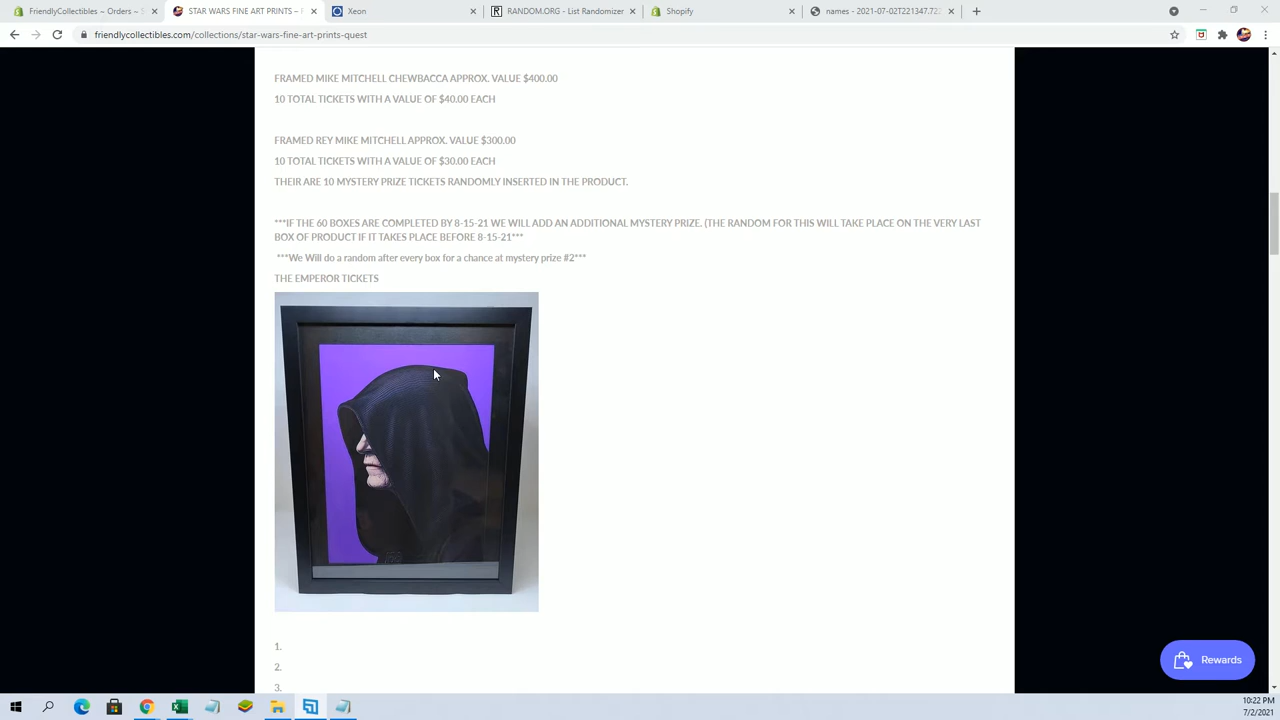 FriendlyCollectibles ~ Orders ~ S
STAR WARS FINE ART PRINTS – F
Xeon
RANDOM.ORG - List Randomizer
Shopify
names - 2021-07-02T221347.722
friendlycollectibles.com/collections/star-wars-fine-art-prints-quest
FRAMED MIKE MITCHELL CHEWBACCA APPROX. VALUE $400.00
10 TOTAL TICKETS WITH A VALUE OF $40.00 EACH
FRAMED REY MIKE MITCHELL APPROX. VALUE $300.00
10 TOTAL TICKETS WITH A VALUE OF $30.00 EACH
THEIR ARE 10 MYSTERY PRIZE TICKETS RANDOMLY INSERTED IN THE PRODUCT.
***IF THE 60 BOXES ARE COMPLETED BY 8-15-21 WE WILL ADD AN ADDITIONAL MYSTERY PRIZE. (THE RANDOM FOR THIS WILL TAKE PLACE ON THE VERY LAST
BOX OF PRODUCT IF IT TAKES PLACE BEFORE 8-15-21***
***We Will do a random after every box for a chance at mystery prize #2***
THE EMPEROR TICKETS
1.
2.
3.
Rewards
10:22 PM
7/2/2021